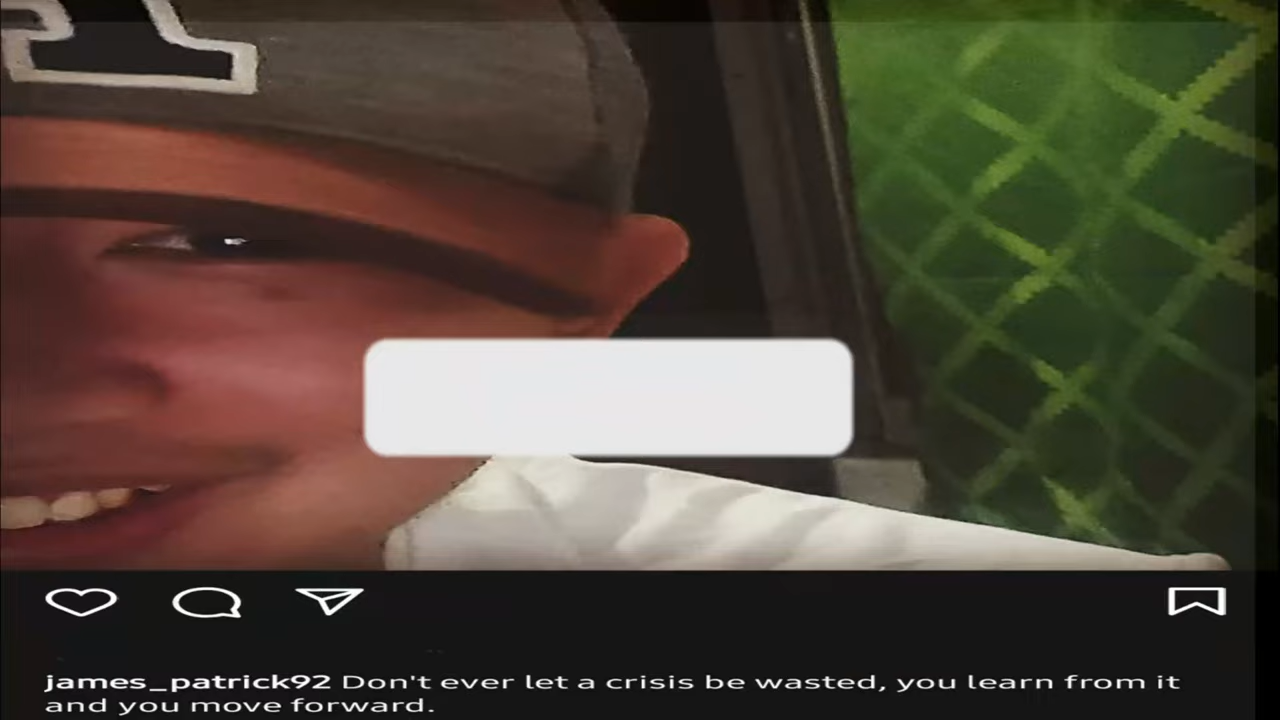 james_patrick92 Don't ever let a crisis be wasted, you learn from it
and you move forward.